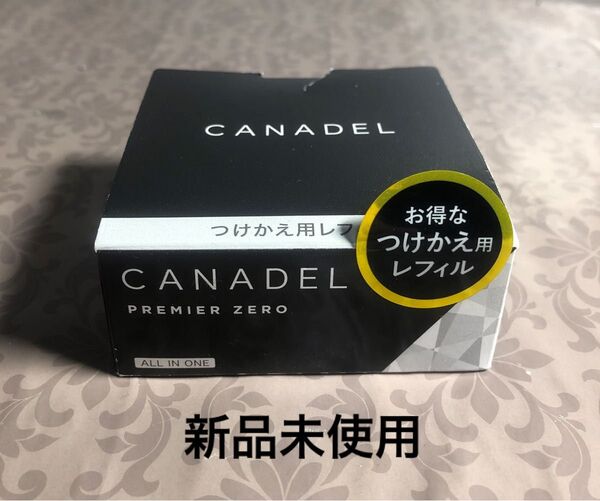 CANADEL
つけかえ用レフ
お得な
つけかえ用
レフィル
CANADEL
PREMIER ZERO
ALL IN ONE
新品未使用